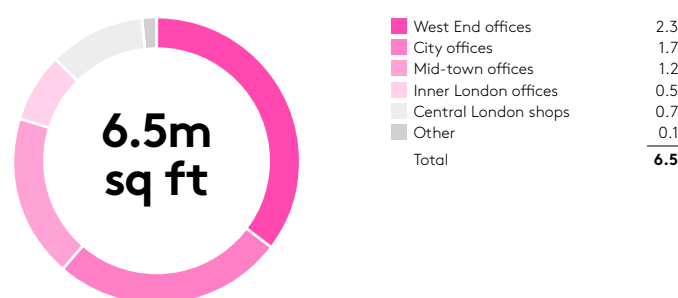 6.5m
sq ft
West End offices 2.3
City offices 1.7
Mid-town offices 1.2
Inner London offices 0.5
Central London shops 0.7
Other 0.1
Total 6.5